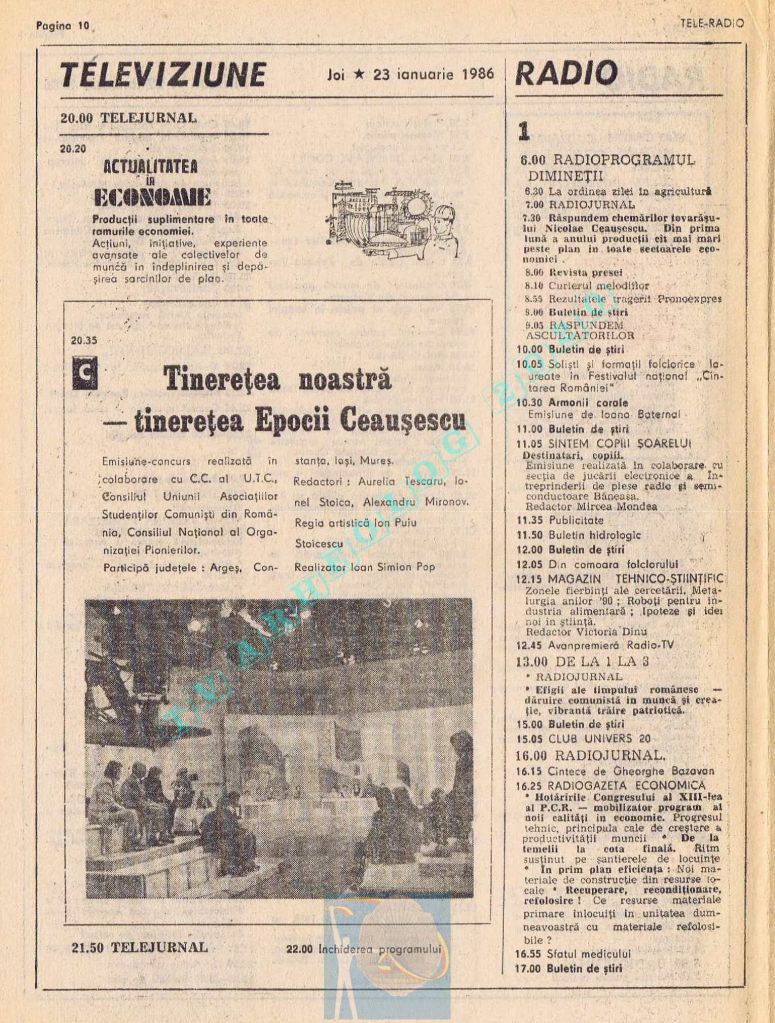 Pagina 10
TELE-RADIO
TELEVIZIUNE
Joi ★ 23 ianuarie 1986
20.00 TELEJURNAL
20.20
ACTUALITATEA
ÎN
ECONOMIE
Producții suplimentare în toate
ramurile economiei.
Acțiuni, inițiative, experiente
avansate ale colectivelor de
muncă în îndeplinirea și depă-
șirea sarcinilor de plan.
20.35
C
Tinerețea noastră
— tinerețea Epocii Ceaușescu
Emisiune-concurs realizată în
colaborare cu C.C. al U.T.C.,
Consiliul Uniunii Asociațiilor
Studenților Comuniști din Româ-
nia, Consiliul Național al Orga-
nizației Pionierilor.
Participă județele : Argeș, Con-
stanța, Iași, Mureș.
Redactori : Aurelia Tescaru, Io-
nel Stoica, Alexandru Mironov.
Regia artistică Ion Puiu
Stoicescu
Realizator Ioan Simion Pop
21.50 TELEJURNAL
22.00 Închiderea programului
RADIO
1
6.00 RADIOPROGRAMUL
DIMINEȚII
6.30 La ordinea zilei în agricultură
7.00 RADIOJURNAL
7.30 Răspundem chemărilor tovarășu-
lui Nicolae Ceaușescu. Din prima
lună a anului producții cît mai mari
peste plan în toate sectoarele eco-
nomiei .
8.00 Revista presei
8.10 Curierul melodiilor
8.55 Rezultatele tragerii Pronoexpres
9.00 Buletin de știri
9.05 RĂSPUNDEM
ASCULTĂTORILOR
10.00 Buletin de știri
10.05 Soliști și formații folclorice la-
ureate în Festivalul național „Cîn-
tarea României"
10.30 Armonii corale
Emisiune de Ioana Baternai
11.00 Buletin de știri
11.05 SÎNTEM COPIII SOARELUI
Destinatari, copiii.
Emisiune realizată în colaborare cu
secția de jucării electronice a În-
treprinderii de piese radio și semi-
conductoare Băneasa.
Redactor Mircea Mondea
11.35 Publicitate
11.50 Buletin hidrologic
12.00 Buletin de știri
12.05 Din comoara folclorului
12.15 MAGAZIN TEHNICO-ȘTIINȚIFIC
Zonele fierbinți ale cercetării. Meta-
lurgia anilor '90 ; Roboți pentru in-
dustria alimentară ; Ipoteze și idei
noi în știință.
Redactor Victoria Dinu
12.45 Avanpremieră Radio-TV
13.00 DE LA 1 LA 3
* RADIOJURNAL
* Efigii ale timpului românesc —
dăruire comunistă în muncă și crea-
ție, vibrantă trăire patriotică.
15.00 Buletin de știri
15.05 CLUB UNIVERS 20
16.00 RADIOJURNAL.
16.15 Cîntece de Gheorghe Bazavan
16.25 RADIOGAZETA ECONOMICĂ
* Hotărîrile Congresului al XIII-lea
al P.C.R. — mobilizator program al
noii calități în economie. Progresul
tehnic, principala cale de creștere a
productivității muncii * De la
temelii la cota finală. Ritm
susținut pe șantierele de locuințe
* În prim plan eficiența : Noi ma-
teriale de construcție din resurse lo-
cale * Recuperare, recondiționare,
refolosire ! Ce resurse materiale
primare înlocuiți în unitatea dum-
neavoastră cu materiale refolosi-
bile ?
16.55 Sfatul medicului
17.00 Buletin de știri